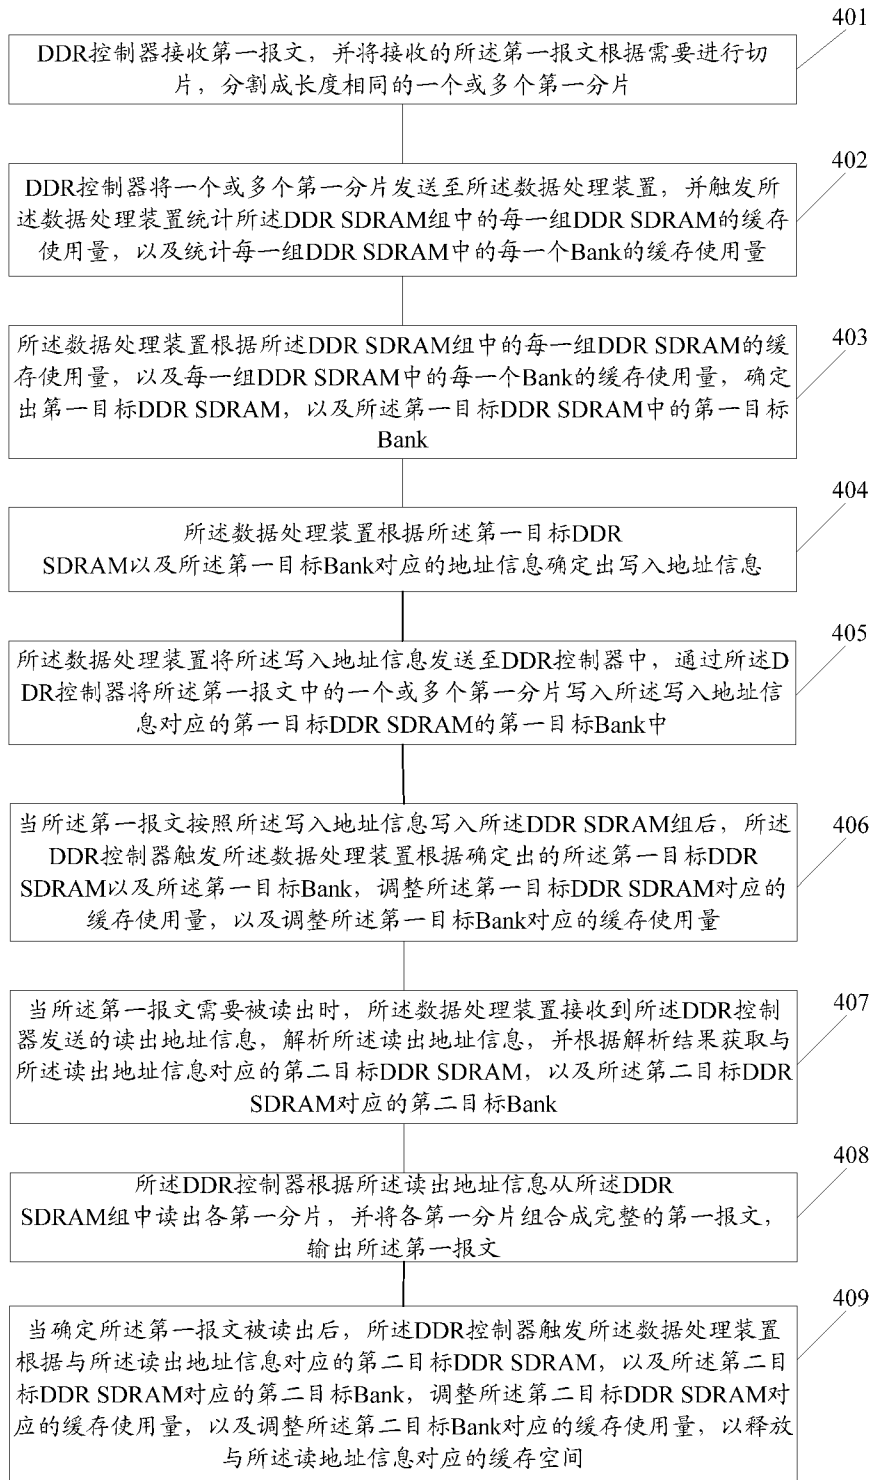 401
DDR控制器接收第一报文，并将接收的所述第一报文根据需要进行切
片，分割成长度相同的一个或多个第一分片
402
DDR控制器将一个或多个第一分片发送至所述数据处理装置，并触发所
述数据处理装置统计所述DDR SDRAM组中的每一组DDR SDRAM的缓存
使用量，以及统计每一组DDR SDRAM中的每一个Bank的缓存使用量
403
所述数据处理装置根据所述DDR SDRAM组中的每一组DDR SDRAM的缓
存使用量，以及每一组DDR SDRAM中的每一个Bank的缓存使用量，确定
出第一目标DDR SDRAM，以及所述第一目标DDR SDRAM中的第一目标
Bank
404
所述数据处理装置根据所述第一目标DDR
SDRAM以及所述第一目标Bank对应的地址信息确定出写入地址信息
405
所述数据处理装置将所述写入地址信息发送至DDR控制器中，通过所述D
DR控制器将所述第一报文中的一个或多个第一分片写入所述写入地址信
息对应的第一目标DDR SDRAM的第一目标Bank中
406
当所述第一报文按照所述写入地址信息写入所述DDR SDRAM组后，所述
DDR控制器触发所述数据处理装置根据确定出的所述第一目标DDR
SDRAM以及所述第一目标Bank，调整所述第一目标DDR SDRAM对应的
缓存使用量，以及调整所述第一目标Bank对应的缓存使用量
407
当所述第一报文需要被读出时，所述数据处理装置接收到所述DDR控制
器发送的读出地址信息，解析所述读出地址信息，并根据解析结果获取与
所述读出地址信息对应的第二目标DDR SDRAM，以及所述第二目标DDR
SDRAM对应的第二目标Bank
408
所述DDR控制器根据所述读出地址信息从所述DDR
SDRAM组中读出各第一分片，并将各第一分片组合成完整的第一报文，
输出所述第一报文
409
当确定所述第一报文被读出后，所述DDR控制器触发所述数据处理装置
根据与所述读出地址信息对应的第二目标DDR SDRAM，以及所述第二目
标DDR SDRAM对应的第二目标Bank，调整所述第二目标DDR SDRAM对
应的缓存使用量，以及调整所述第二目标Bank对应的缓存使用量，以释放
与所述读地址信息对应的缓存空间